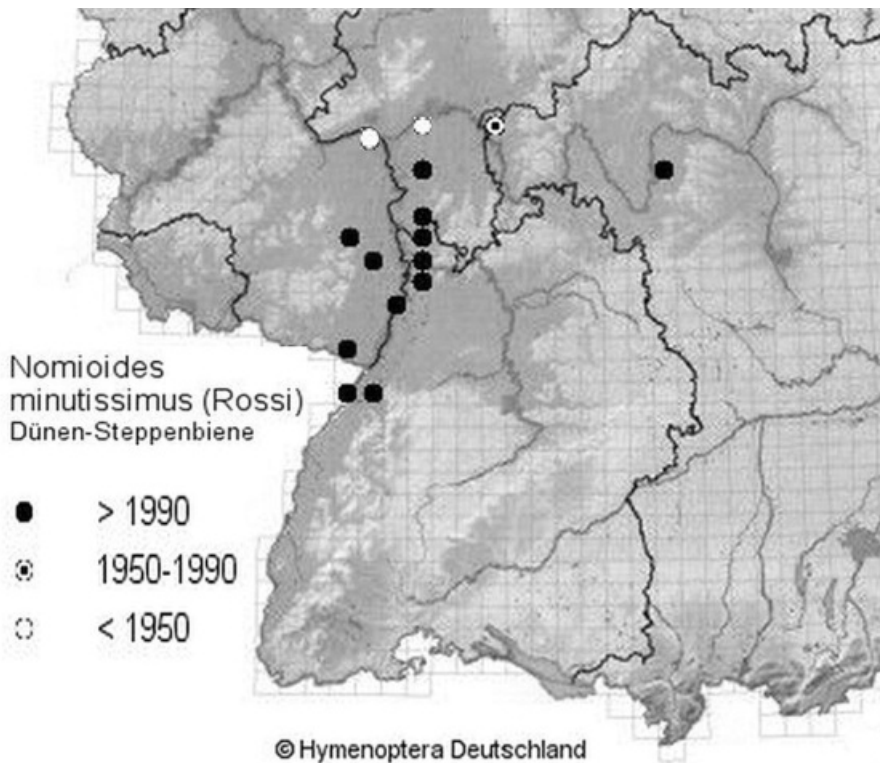 Nomioides
minutissimus (Rossi)
Dünen-Steppenbiene
> 1990
1950-1990
< 1950
© Hymenoptera Deutschland